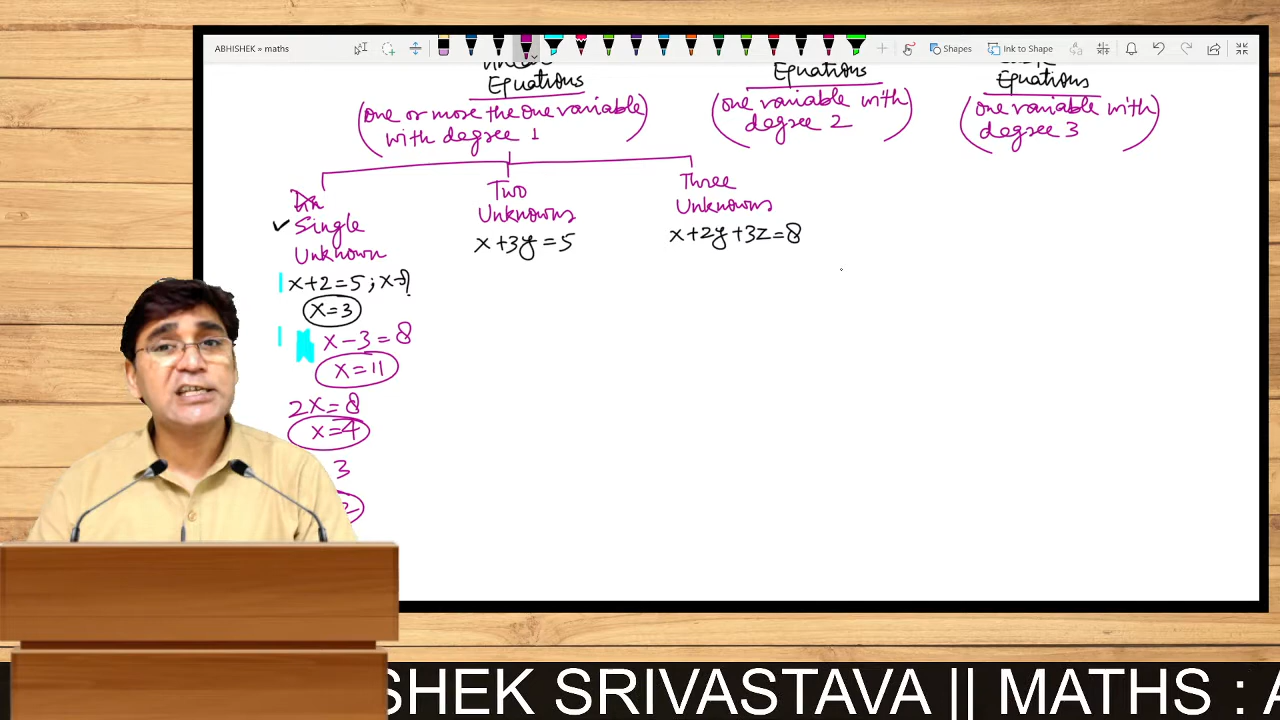 ABHISHEK » maths
Shapes
Ink to Shape
Equations
(one or more the one variable
with degree 1)
Equations
(one variable with
degree 2)
Equations
(one variable with
degree 3)
Single
Unknown
x+2=5; x=?
x=3
x-3=8
x=11
2x=8
x=4
3
Two
Unknowns
x+3y=5
Three
Unknowns
x+2y+3z=8
SHEK SRIVASTAVA || MATHS : A